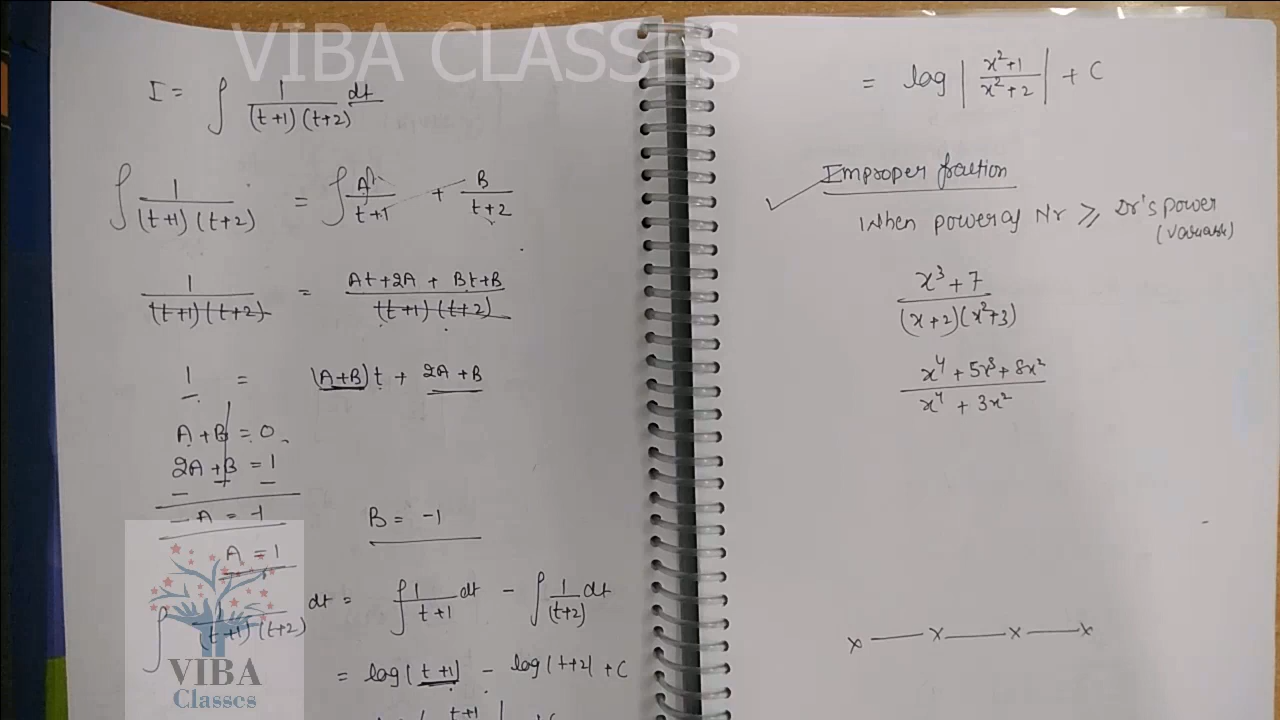 VIBA CLASSES
I = ∫ 1/((t+1)(t+2)) dt
∫ 1/((t+1)(t+2)) = ∫ A/(t+1) + B/(t+2)
1/((t+1)(t+2)) = (At+2A + Bt+B)/((t+1)(t+2))
1 = (A+B)t + 2A+B
A+B = 0
2A+B = 1
- + -
-A = -1
B = -1
A = 1
∫ 1/((t+1)(t+2)) dt = ∫ 1/(t+1) dt - ∫ 1/(t+2) dt
= log|t+1| - log|t+2| + C
VIBA
Classes
= log |(x²+1)/(x²+2)| + C
Improper fraction
When power of Nr ≥ Dr's power
(variable)
(x³+7)/((x+2)(x²+3))
(x⁴+5x³+8x²)/(x⁴+3x²)
x — x — x — x